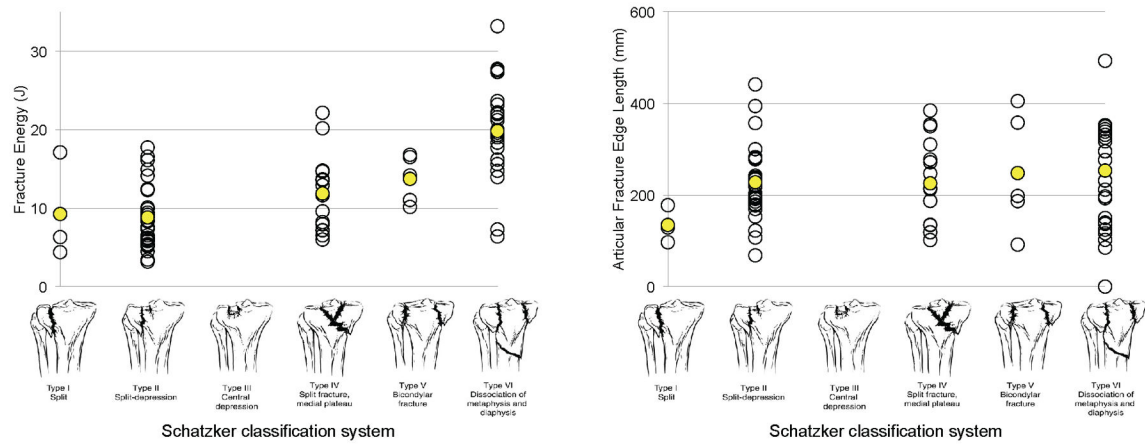 Fracture Energy (J)
30
20
10
0
Type I
Split
Type II
Split-depression
Type III
Central
depression
Type IV
Split fracture,
medial plateau
Type V
Bicondylar
fracture
Type VI
Dissociation of
metaphysis and
diaphysis
Schatzker classification system
Articular Fracture Edge Length (mm)
600
400
200
0
Type I
Split
Type II
Split-depression
Type III
Central
depression
Type IV
Split fracture,
medial plateau
Type V
Bicondylar
fracture
Type VI
Dissociation of
metaphysis and
diaphysis
Schatzker classification system